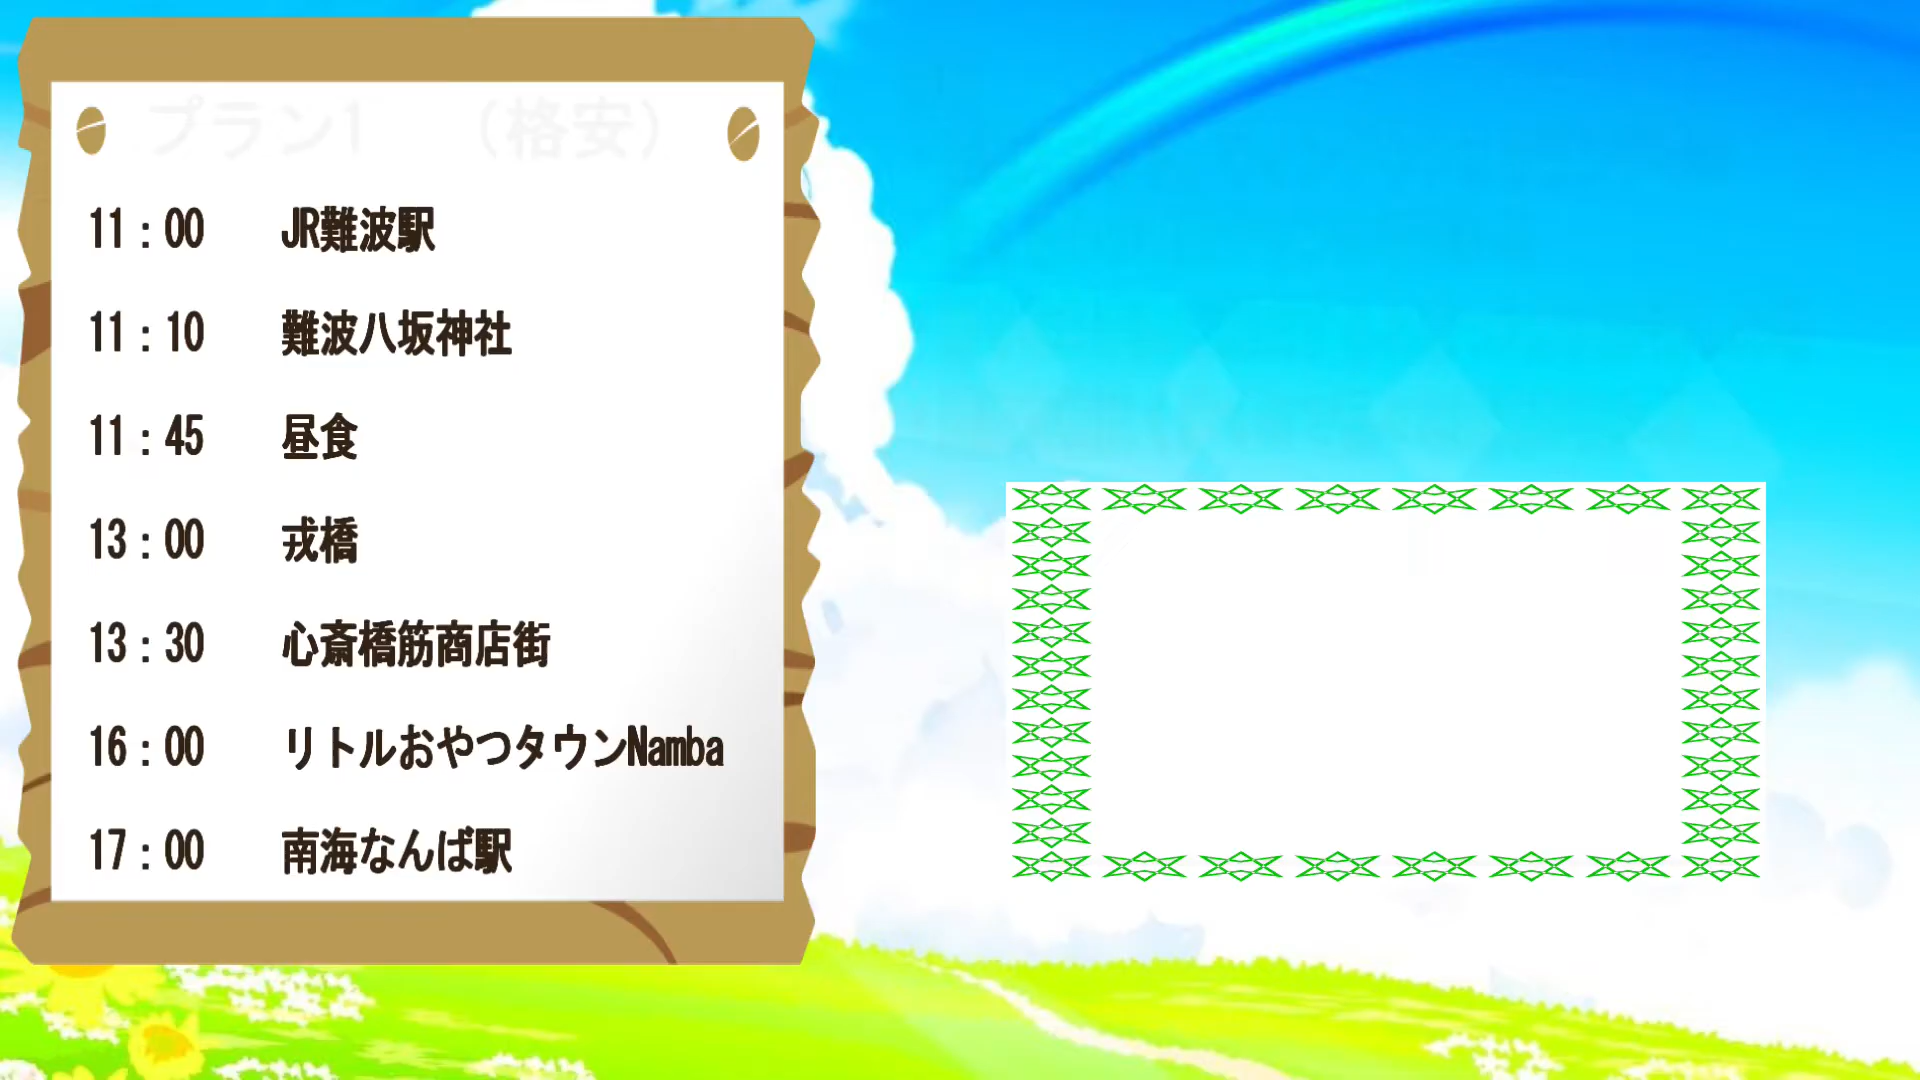 プラン1 （格安）
11：00 JR難波駅
11：10 難波八坂神社
11：45 昼食
13：00 戎橋
13：30 心斎橋筋商店街
16：00 リトルおやつタウンNamba
17：00 南海なんば駅